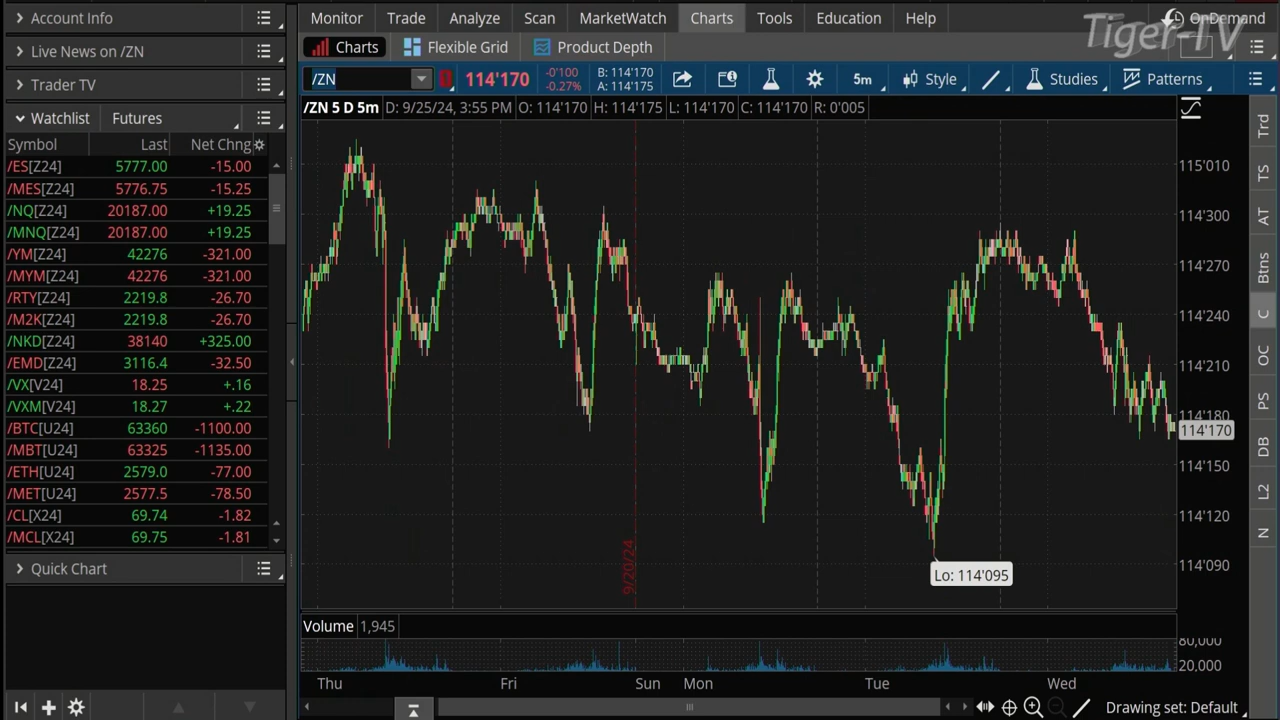 Account Info
Live News on /ZN
Trader TV
Watchlist Futures
Symbol Last Net Chng
/ES[Z24] 5777.00 -15.00
/MES[Z24] 5776.75 -15.25
/NQ[Z24] 20187.00 +19.25
/MNQ[Z24] 20187.00 +19.25
/YM[Z24] 42276 -321.00
/MYM[Z24] 42276 -321.00
/RTY[Z24] 2219.8 -26.70
/M2K[Z24] 2219.8 -26.70
/NKD[Z24] 38140 +325.00
/EMD[Z24] 3116.4 -32.50
/VX[V24] 18.25 +.16
/VXM[V24] 18.27 +.22
/BTC[U24] 63360 -1100.00
/MBT[U24] 63325 -1135.00
/ETH[U24] 2579.0 -77.00
/MET[U24] 2577.5 -78.50
/CL[X24] 69.74 -1.82
/MCL[X24] 69.75 -1.81
Quick Chart
Monitor Trade Analyze Scan MarketWatch Charts Tools Education Help OnDemand
Tiger-TV
Charts Flexible Grid Product Depth
/ZN 114'170 -0'100 -0.27% B: 114'170 A: 114'175 5m Style Studies Patterns
/ZN 5 D 5m D: 9/25/24, 3:55 PM O: 114'170 H: 114'175 L: 114'170 C: 114'170 R: 0'005
115'010
114'300
114'270
114'240
114'210
114'180
114'170
114'150
114'120
114'090
9/20/24
Lo: 114'095
Volume 1,945
80,000
20,000
Thu Fri Sun Mon Tue Wed
Drawing set: Default
Trd
TS
AT
Btns
C
OC
PS
DB
L2
N